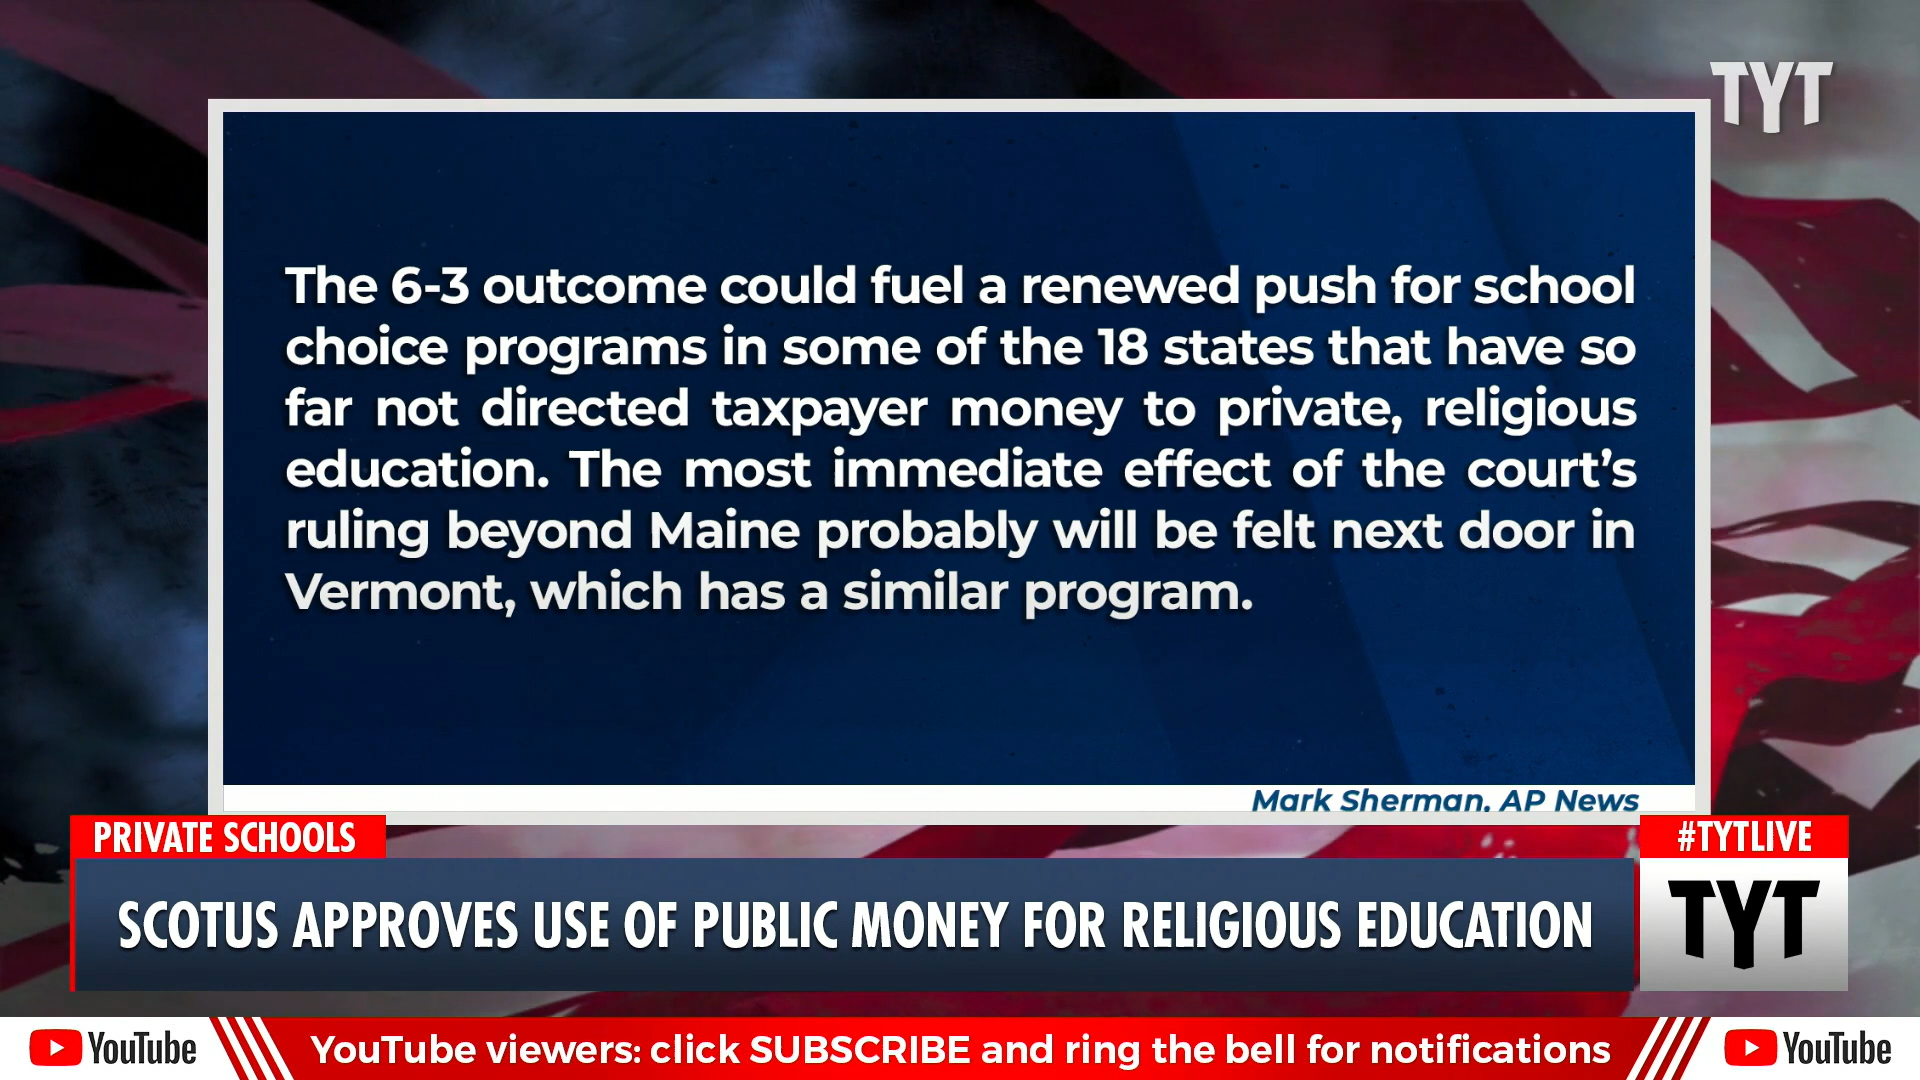 TYT
The 6-3 outcome could fuel a renewed push for school
choice programs in some of the 18 states that have so
far not directed taxpayer money to private, religious
education. The most immediate effect of the court’s
ruling beyond Maine probably will be felt next door in
Vermont, which has a similar program.
Mark Sherman, AP News
PRIVATE SCHOOLS
#TYTLIVE
SCOTUS APPROVES USE OF PUBLIC MONEY FOR RELIGIOUS EDUCATION
TYT
YouTube
YouTube viewers: click SUBSCRIBE and ring the bell for notifications
YouTube